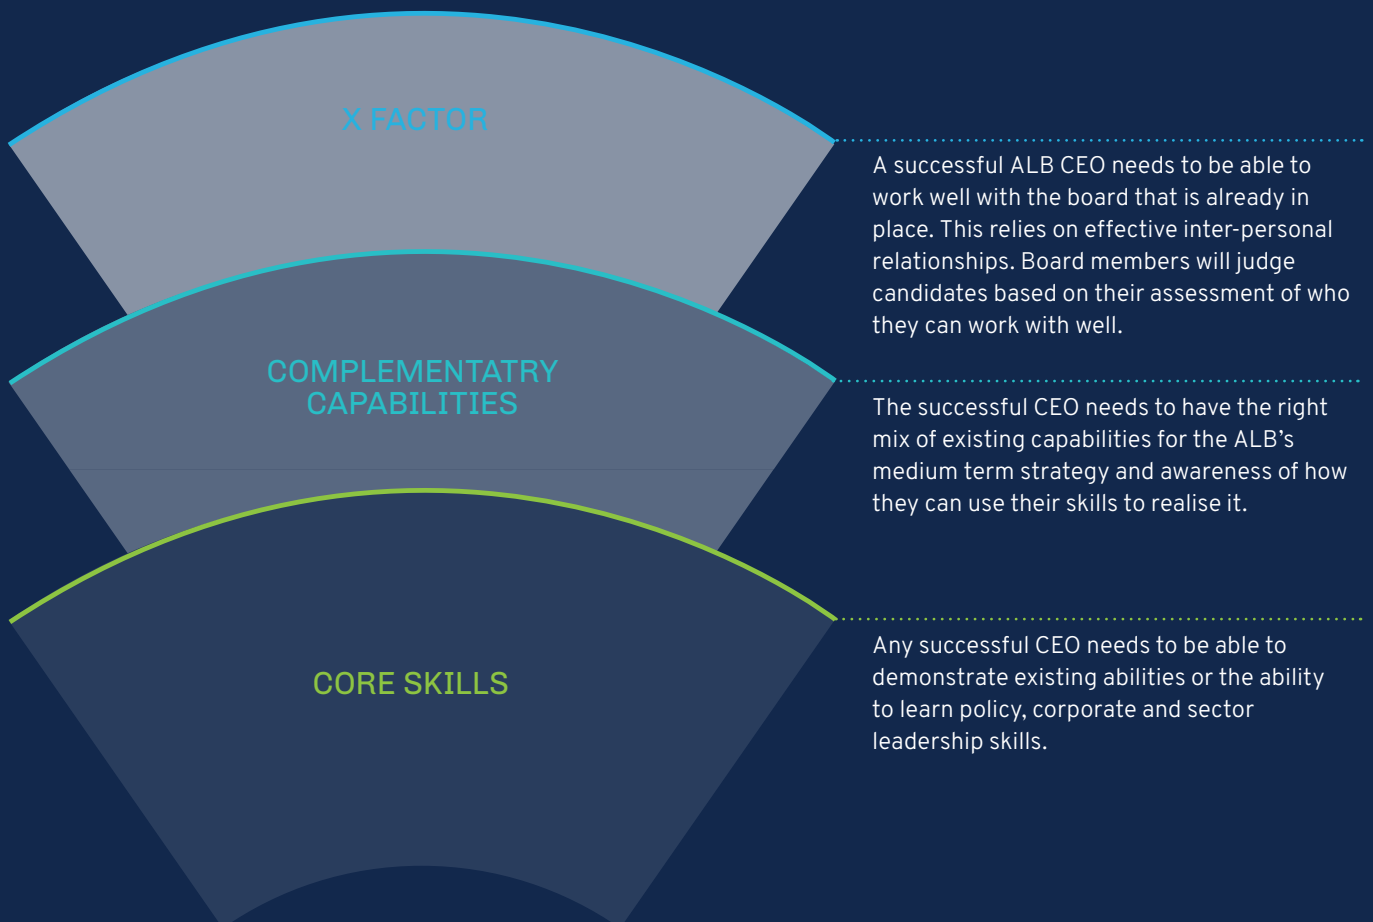 X FACTOR
A successful ALB CEO needs to be able to
work well with the board that is already in
place. This relies on effective inter-personal
relationships. Board members will judge
candidates based on their assessment of who
they can work with well.
COMPLEMENTATRY
CAPABILITIES
The successful CEO needs to have the right
mix of existing capabilities for the ALB’s
medium term strategy and awareness of how
they can use their skills to realise it.
CORE SKILLS
Any successful CEO needs to be able to
demonstrate existing abilities or the ability
to learn policy, corporate and sector
leadership skills.